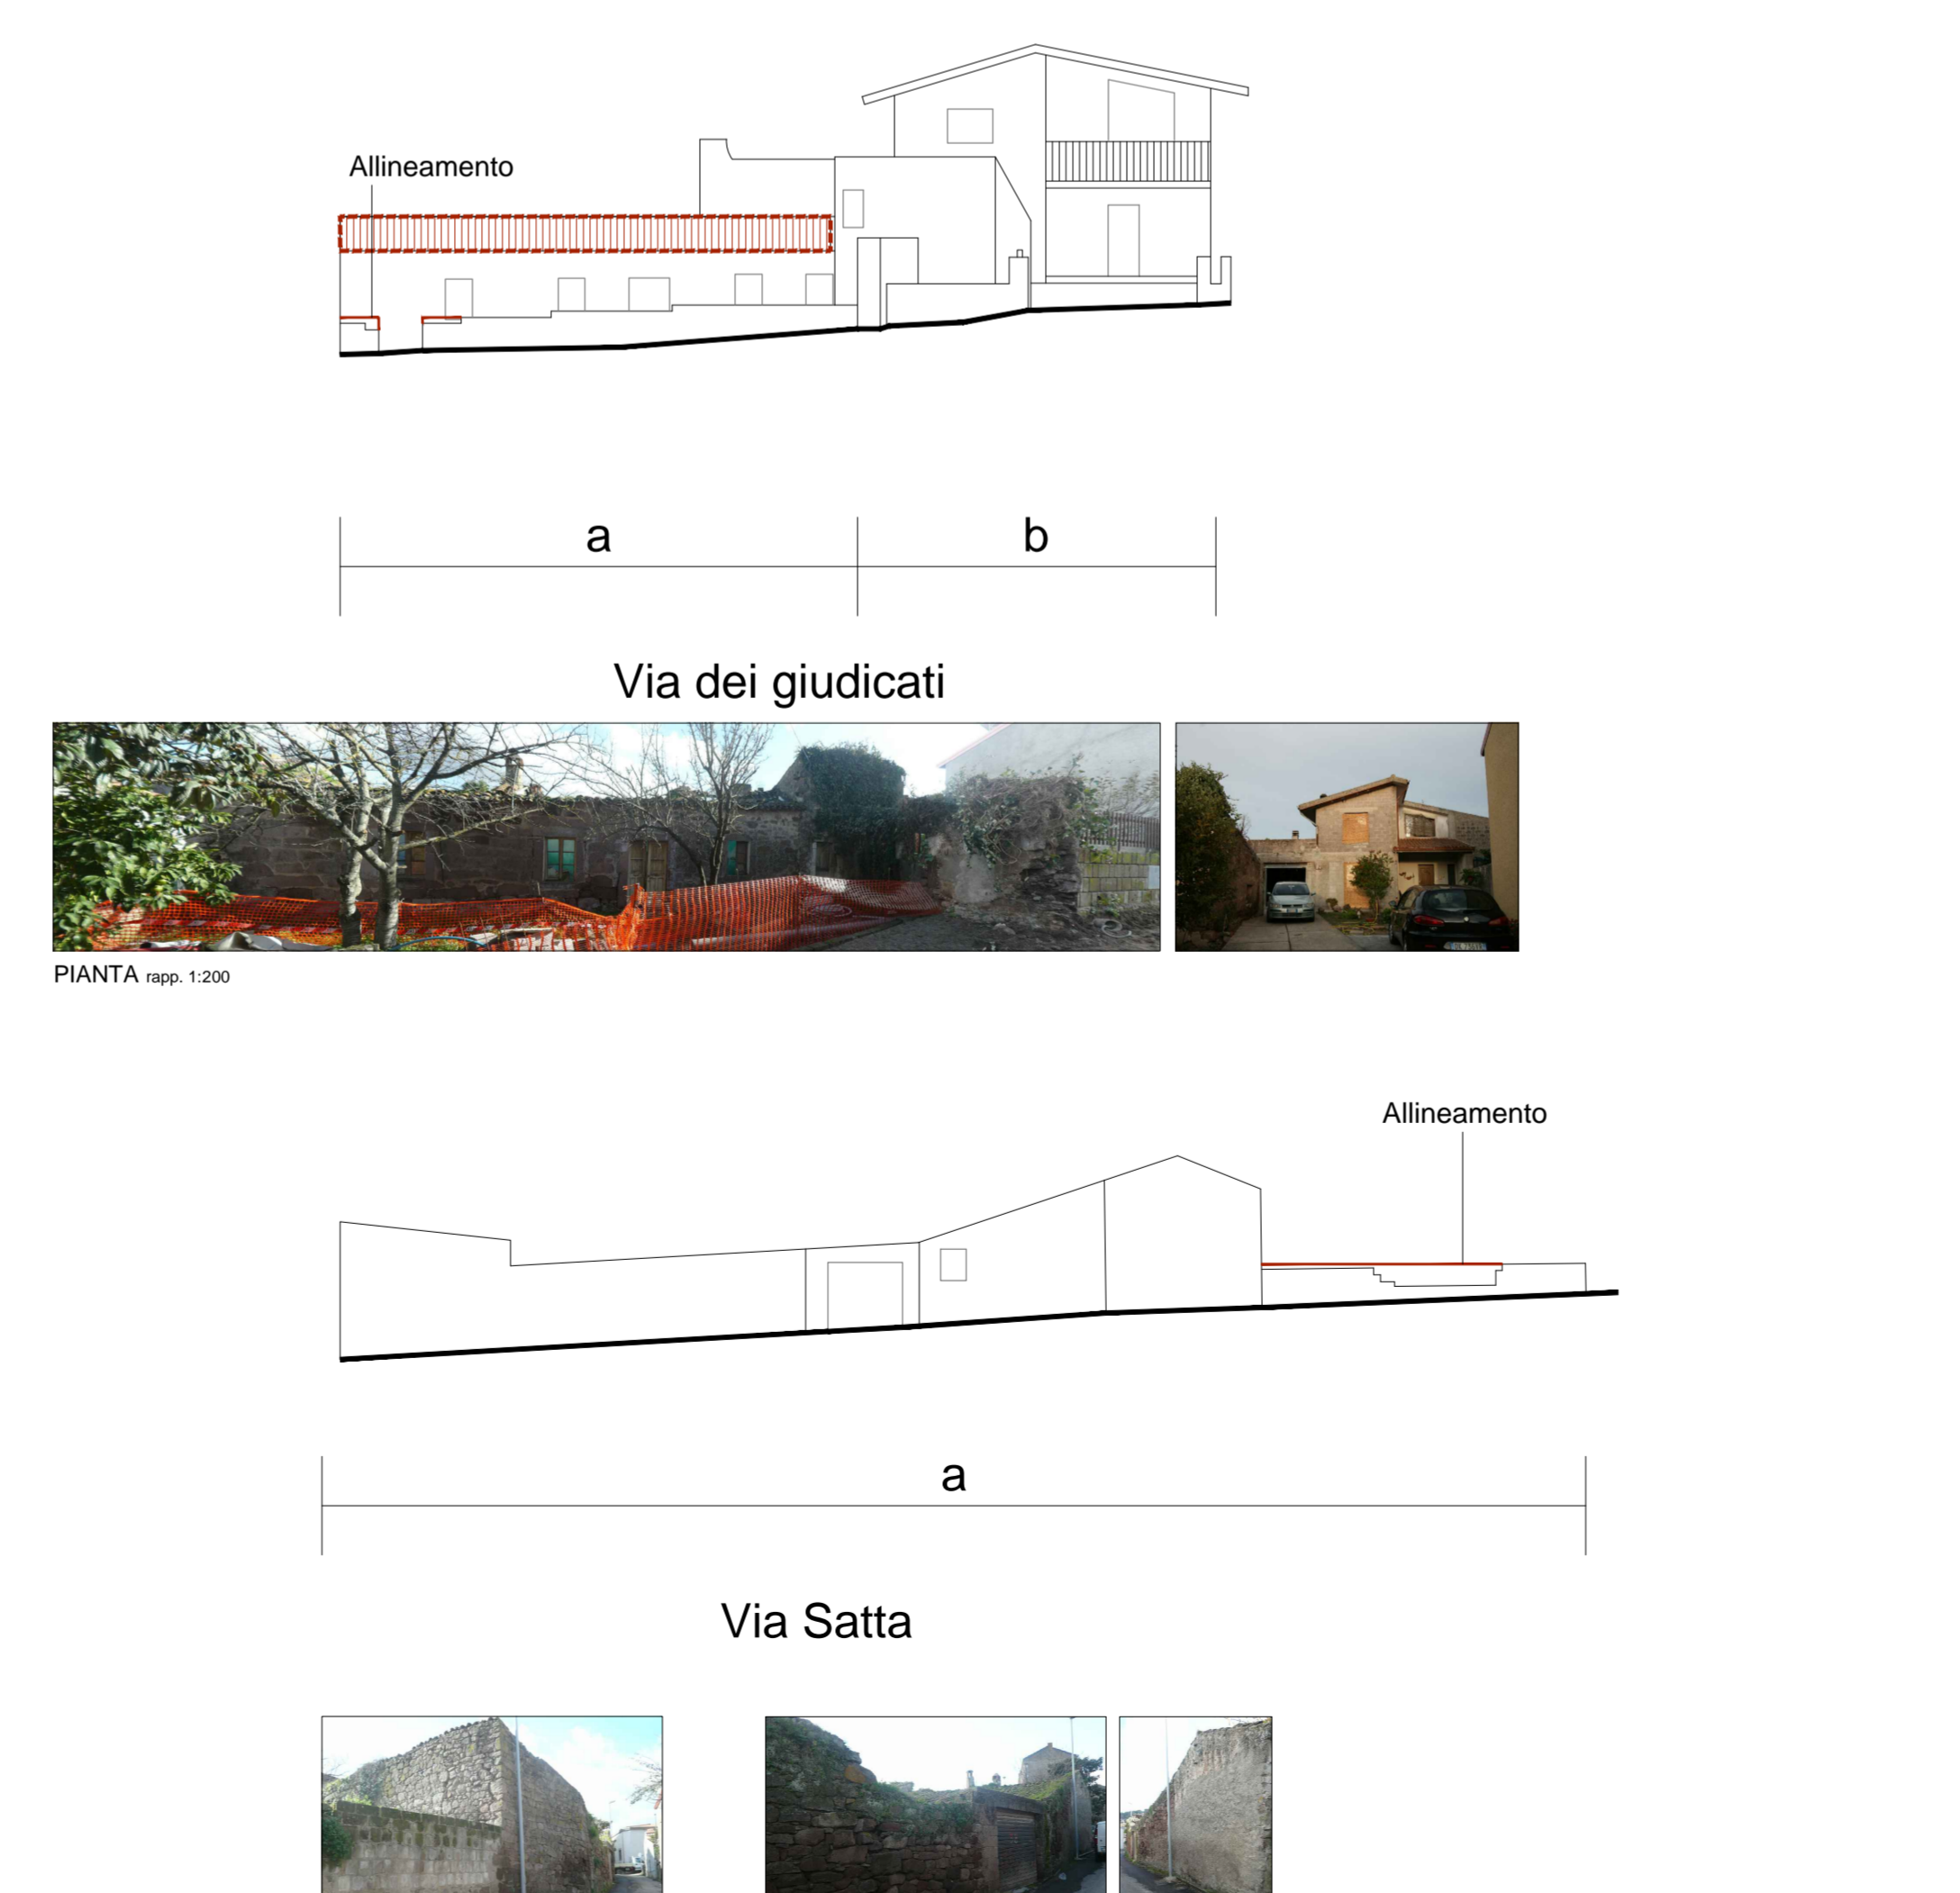 Allineamento
a b
Via dei giudicati
PIANTA rapp. 1:200
Allineamento
a
Via Satta